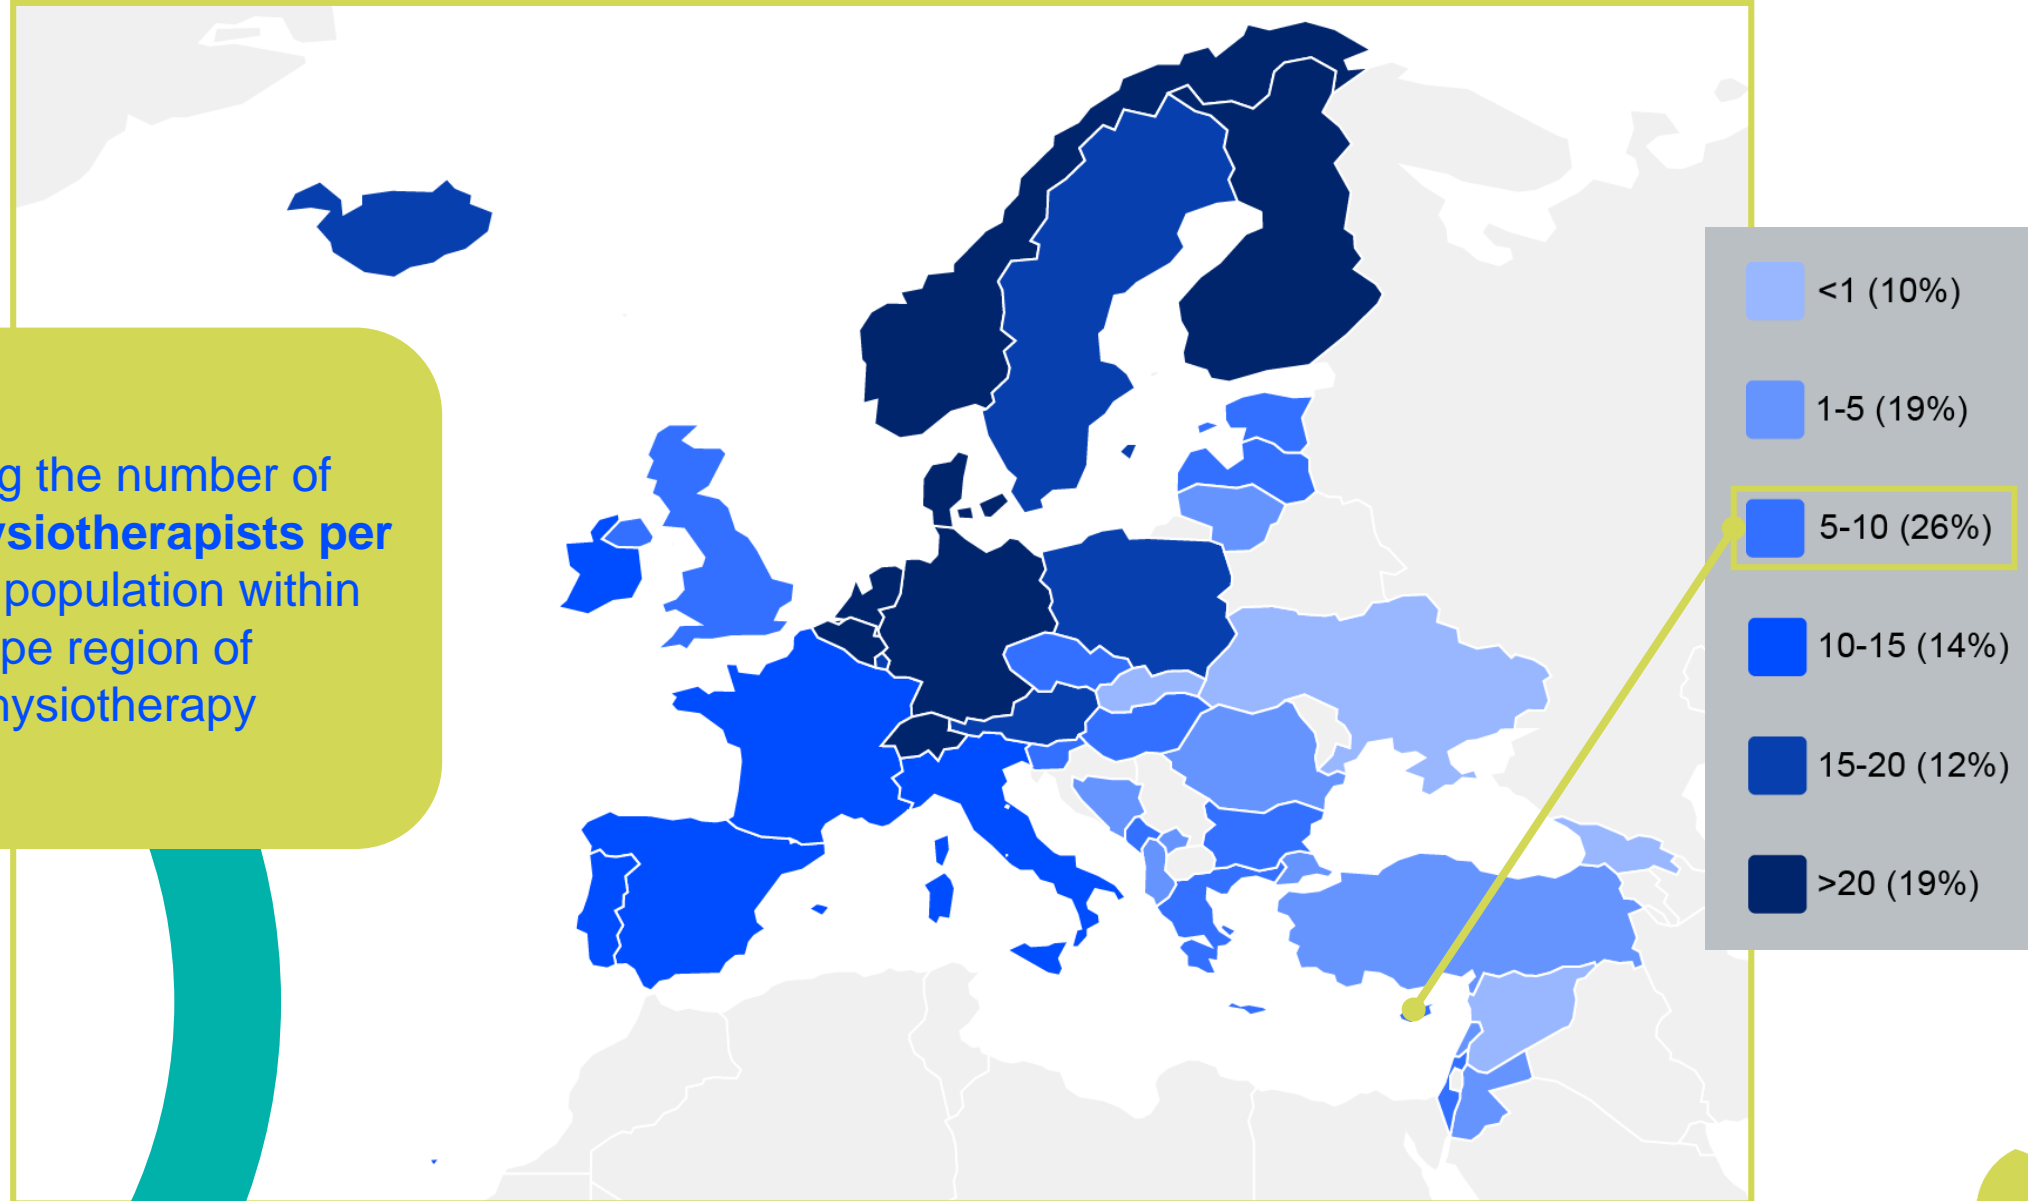 g the number of
ysiotherapists per
population within
pe region of
hysiotherapy
<1 (10%)
1-5 (19%)
5-10 (26%)
10-15 (14%)
15-20 (12%)
>20 (19%)